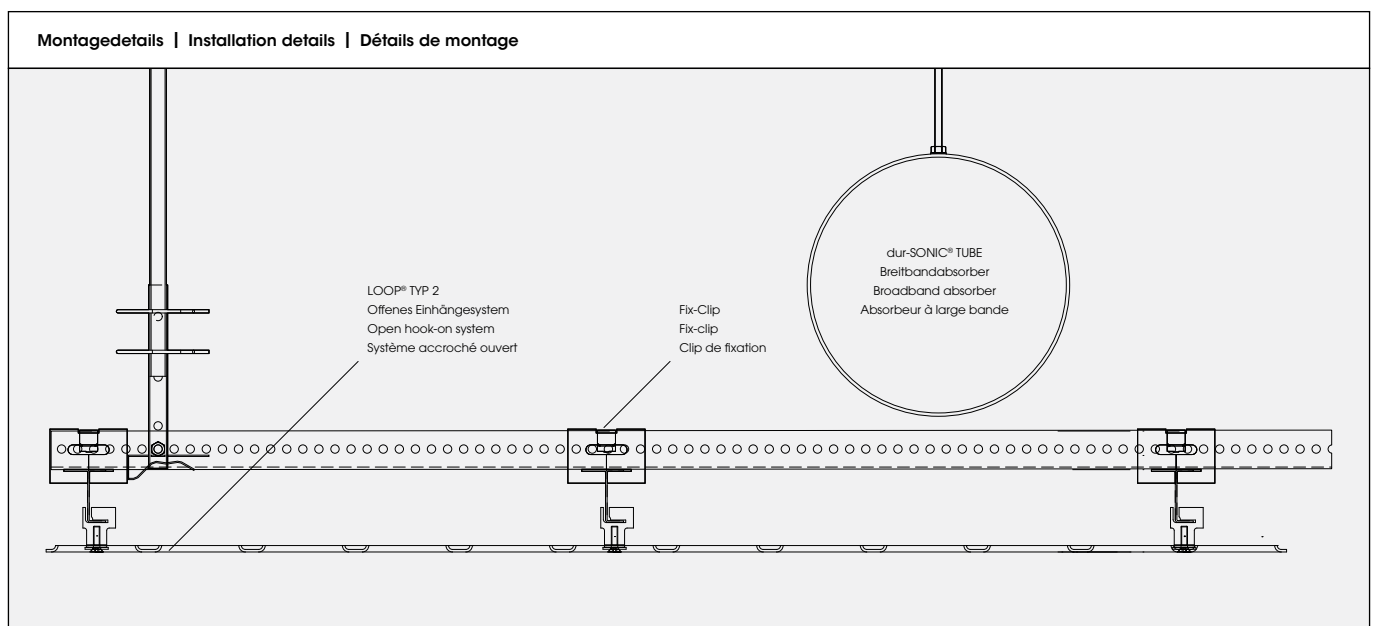 Montagedetails | Installation details | Détails de montage
LOOP® TYP 2
Offenes Einhängesystem
Open hook-on system
Système accroché ouvert
Fix-Clip
Fix-clip
Clip de fixation
dur-SONIC® TUBE
Breitbandabsorber
Broadband absorber
Absorbeur à large bande